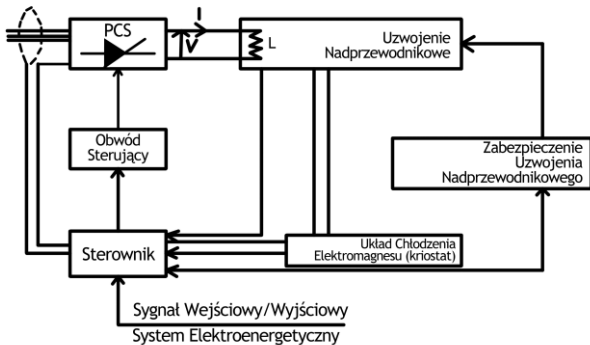 PCS
I
V
L
Uzwojenie
Nadprzewodnikowe
Obwód
Sterujący
Zabezpieczenie
Uzwojenia
Nadprzewodnikowego
Sterownik
Układ Chłodzenia
Elektromagnesu (kriostat)
Sygnał Wejściowy/Wyjściowy
System Elektroenergetyczny